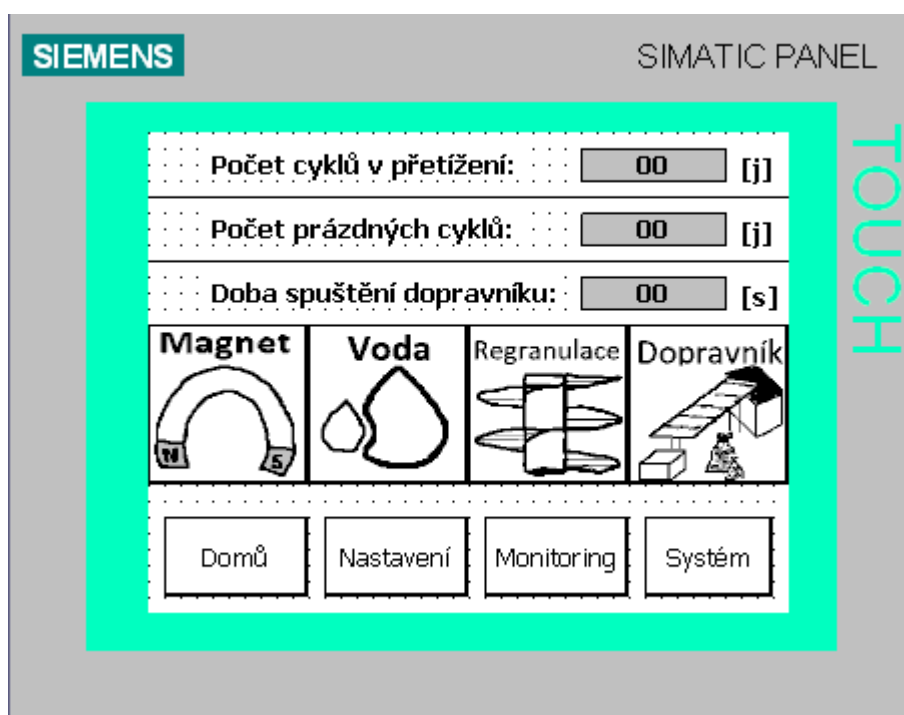 SIEMENS
SIMATIC PANEL
TOUCH
Počet cyklů v přetížení: 00 [j]
Počet prázdných cyklů: 00 [j]
Doba spuštění dopravníku: 00 [s]
Magnet Voda Regranulace Dopravník
N S
Domů Nastavení Monitoring Systém